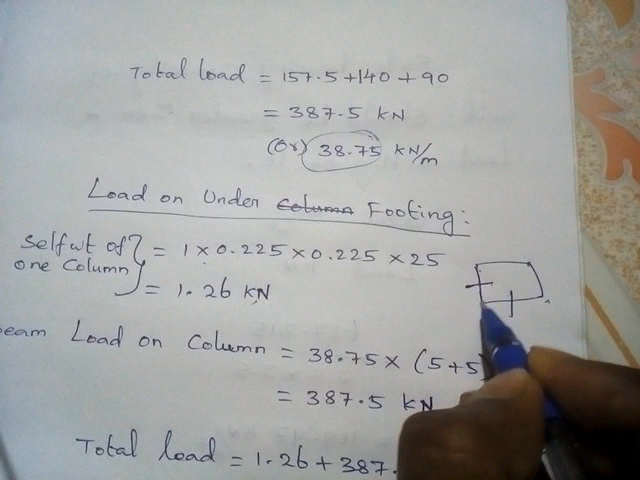 Total load = 157.5+140+90
= 387.5 KN
(Or) 38.75 KN/m
Load on Under Column Footing:
Selfwt of one Column } = 1×0.225×0.225×25
= 1.26 KN
Load on Column = 38.75× (5+5
= 387.5 KN
Total load = 1.26+387.